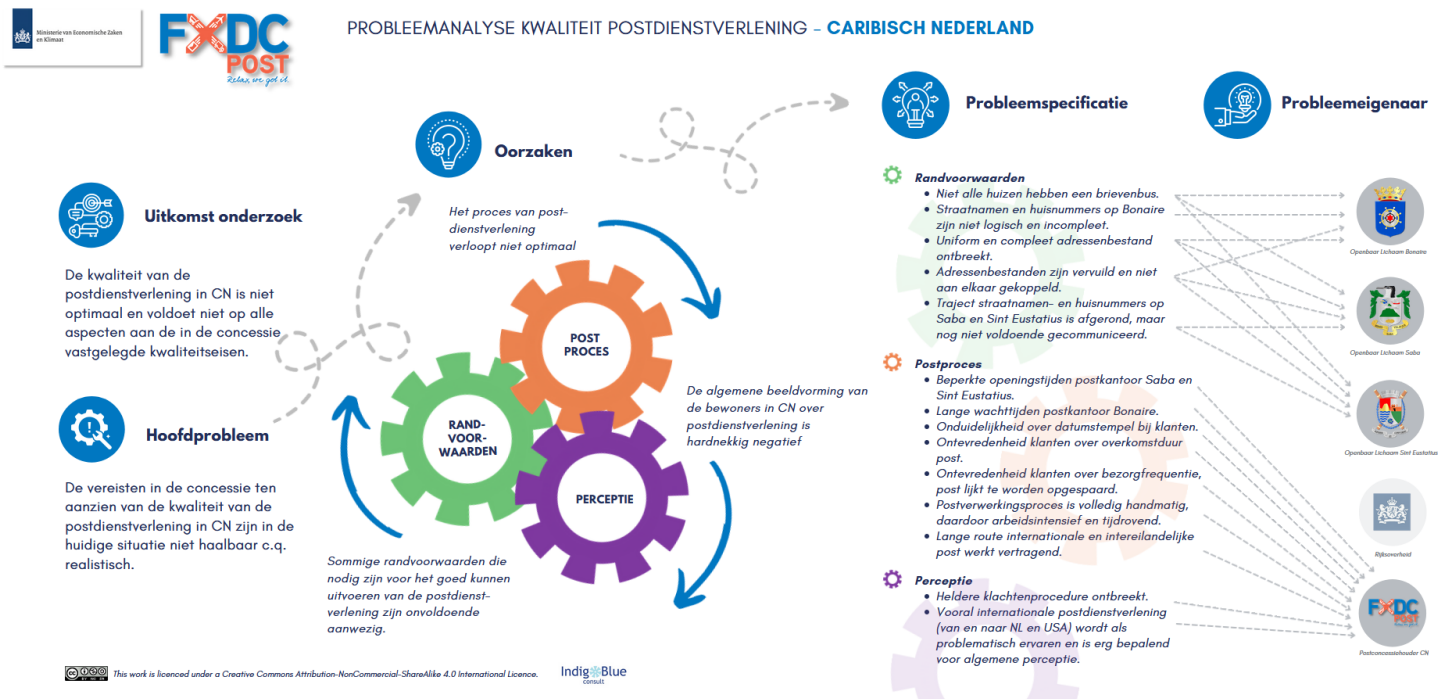 Ministerie van Economische Zaken
en Klimaat
FXDC
POST
Relax, we got it.
PROBLEEMANALYSE KWALITEIT POSTDIENSTVERLENING – CARIBISCH NEDERLAND
Uitkomst onderzoek
De kwaliteit van de
postdienstverlening in CN is niet
optimaal en voldoet niet op alle
aspecten aan de in de concessie
vastgelegde kwaliteitseisen.
Hoofdprobleem
De vereisten in de concessie ten
aanzien van de kwaliteit van de
postdienstverlening in CN zijn in de
huidige situatie niet haalbaar c.q.
realistisch.
Oorzaken
Het proces van post-
dienstverlening
verloopt niet optimaal
POST
PROCES
RAND-
VOOR-
WAARDEN
PERCEPTIE
De algemene beeldvorming van
de bewoners in CN over
postdienstverlening is
hardnekkig negatief
Sommige randvoorwaarden die
nodig zijn voor het goed kunnen
uitvoeren van de postdienst-
verlening zijn onvoldoende
aanwezig.
Probleemspecificatie
Randvoorwaarden
• Niet alle huizen hebben een brievenbus.
• Straatnamen en huisnummers op Bonaire
zijn niet logisch en incompleet.
• Uniform en compleet adressenbestand
ontbreekt.
• Adressenbestanden zijn vervuild en niet
aan elkaar gekoppeld.
• Traject straatnamen- en huisnummers op
Saba en Sint Eustatius is afgerond, maar
nog niet voldoende gecommuniceerd.
Postproces
• Beperkte openingstijden postkantoor Saba en
Sint Eustatius.
• Lange wachttijden postkantoor Bonaire.
• Onduidelijkheid over datumstempel bij klanten.
• Ontevredenheid klanten over overkomstduur
post.
• Ontevredenheid klanten over bezorgfrequentie,
post lijkt te worden opgespaard.
• Postverwerkingsproces is volledig handmatig,
daardoor arbeidsintensief en tijdrovend.
• Lange route internationale en intereilandelijke
post werkt vertragend.
Perceptie
• Heldere klachtenprocedure ontbreekt.
• Vooral internationale postdienstverlening
(van en naar NL en USA) wordt als
problematisch ervaren en is erg bepalend
voor algemene perceptie.
Probleemeigenaar
Openbaar Lichaam Bonaire
Openbaar Lichaam Saba
Openbaar Lichaam Sint Eustatius
Rijksoverheid
FXDC
POST
Postconcessiehouder CN
This work is licenced under a Creative Commons Attribution-NonCommercial-ShareAlike 4.0 International Licence.
Indig Blue
consult